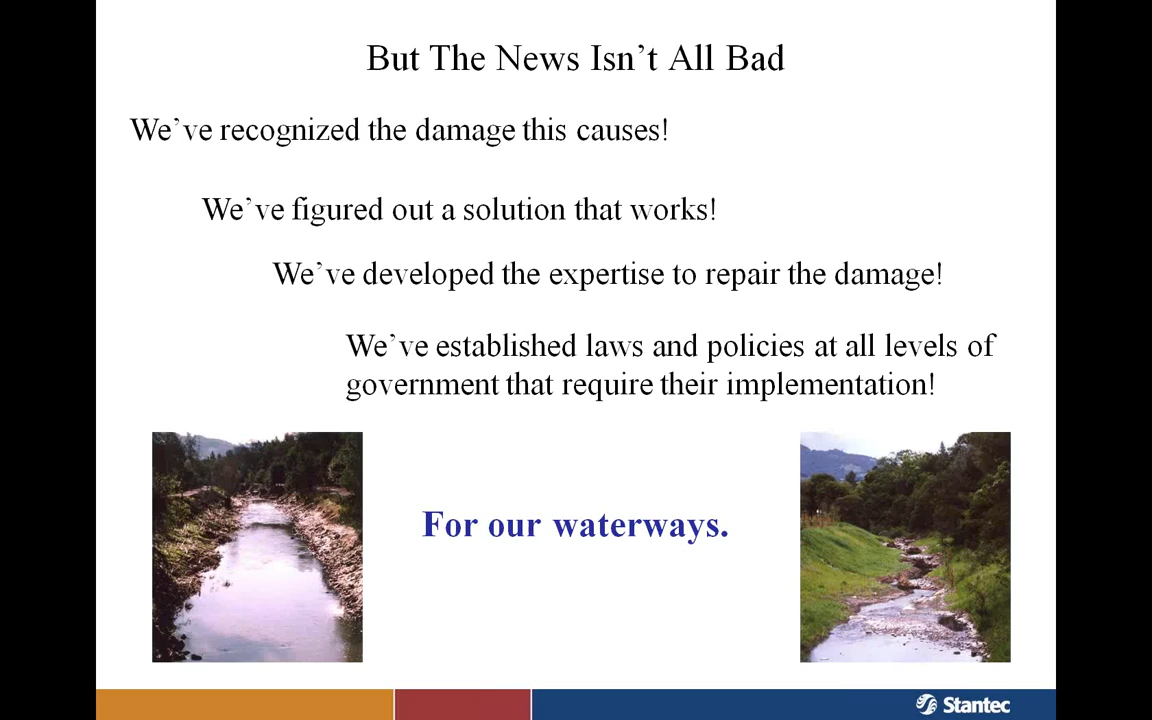 But The News Isn’t All Bad
We’ve recognized the damage this causes!
We’ve figured out a solution that works!
We’ve developed the expertise to repair the damage!
We’ve established laws and policies at all levels of
government that require their implementation!
For our waterways.
Stantec